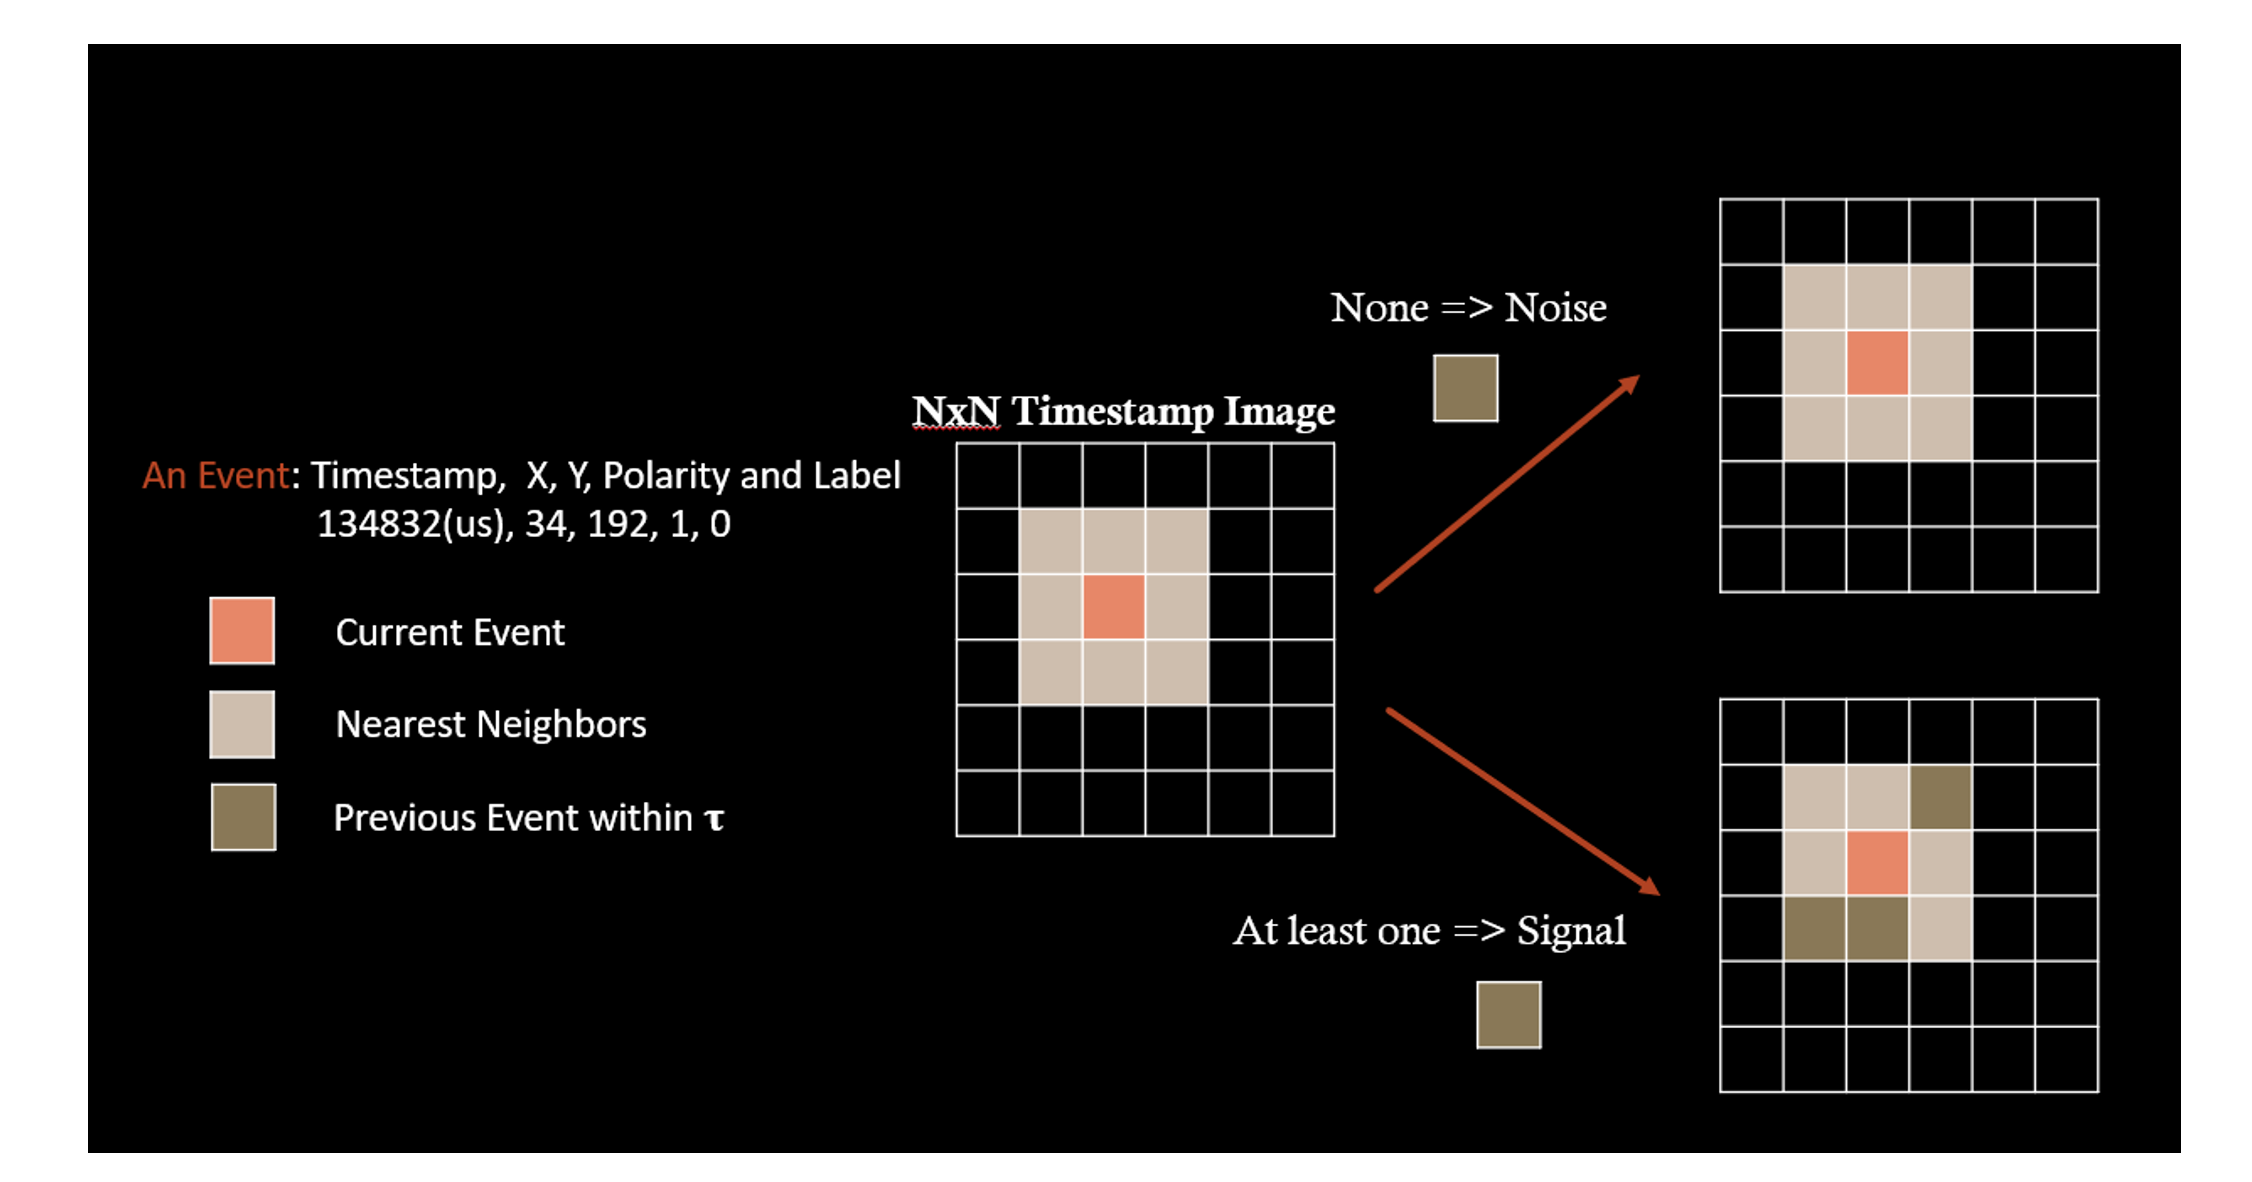 None => Noise
NxN Timestamp Image
An Event: Timestamp, X, Y, Polarity and Label
134832(us), 34, 192, 1, 0
Current Event
Nearest Neighbors
Previous Event within τ
At least one => Signal